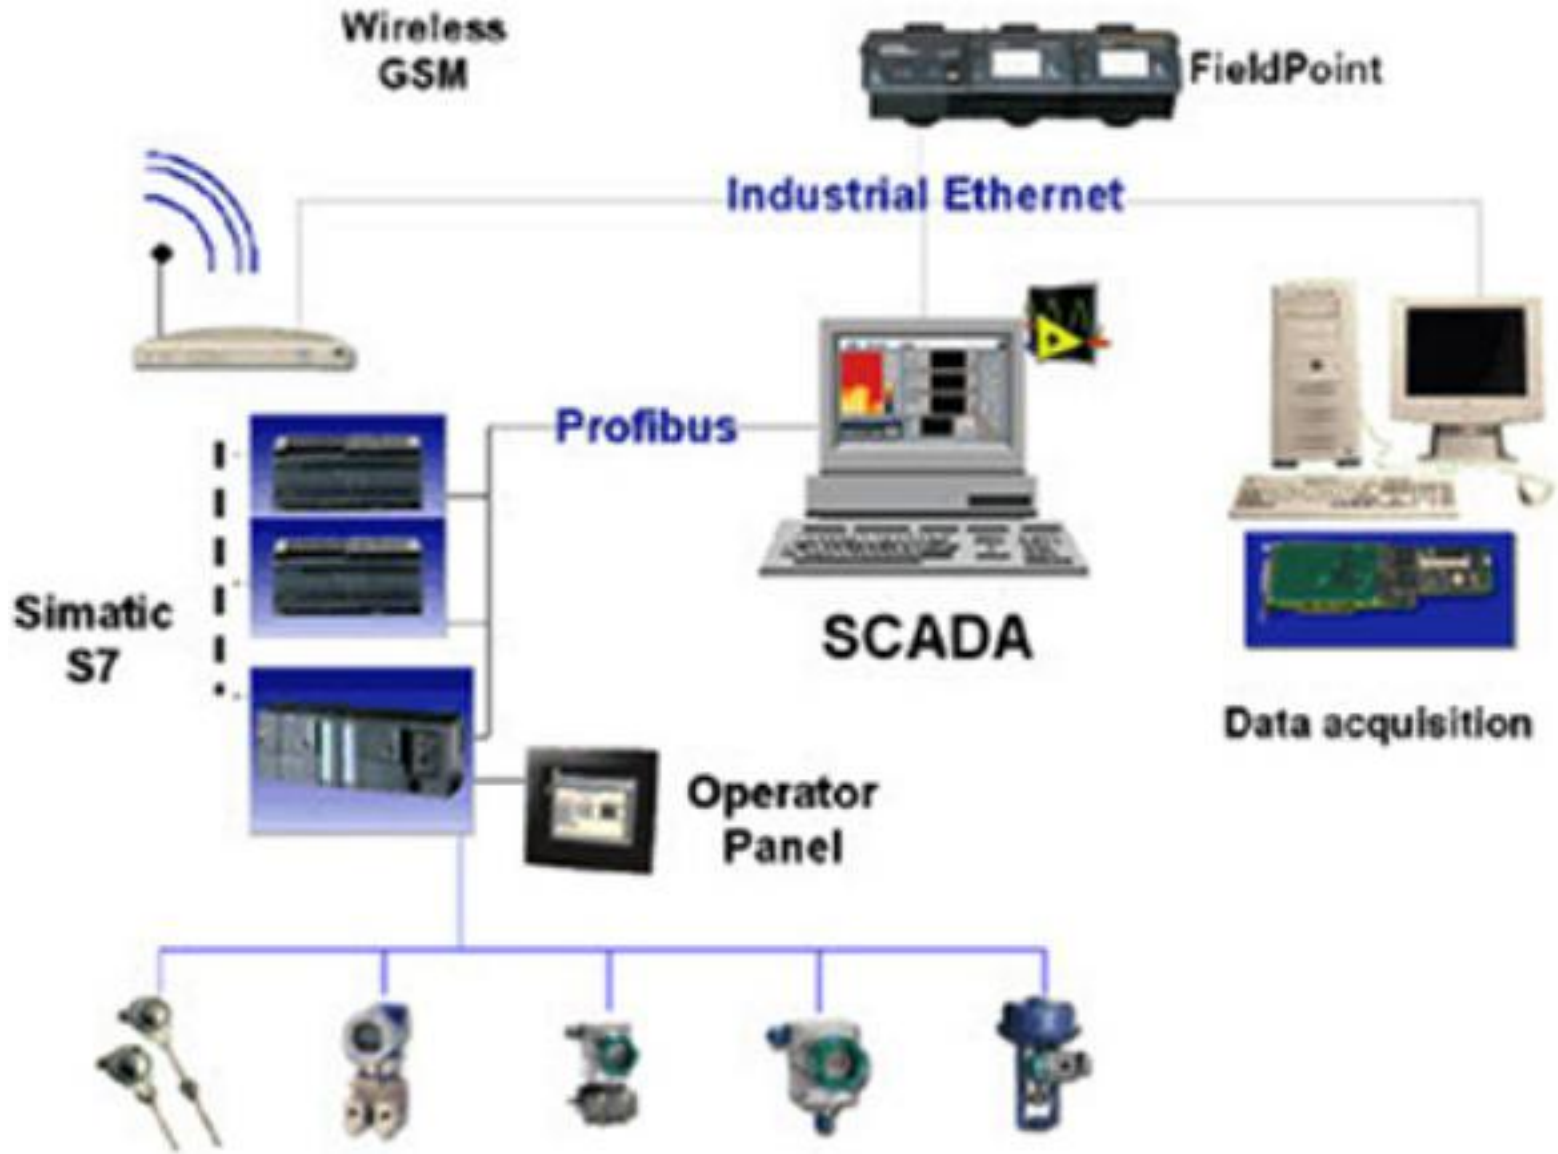 Wireless
GSM
FieldPoint
Industrial Ethernet
Profibus
Simatic
S7
SCADA
Data acquisition
Operator
Panel